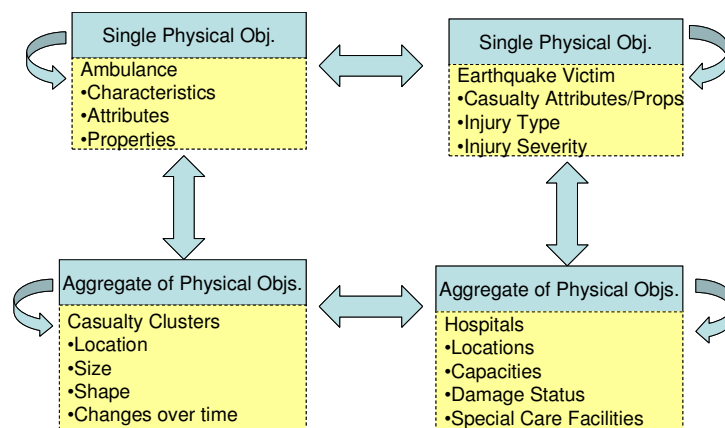 Single Physical Obj.
Ambulance
•Characteristics
•Attributes
•Properties
Single Physical Obj.
Earthquake Victim
•Casualty Attributes/Props
•Injury Type
•Injury Severity
Aggregate of Physical Objs.
Casualty Clusters
•Location
•Size
•Shape
•Changes over time
Aggregate of Physical Objs.
Hospitals
•Locations
•Capacities
•Damage Status
•Special Care Facilities